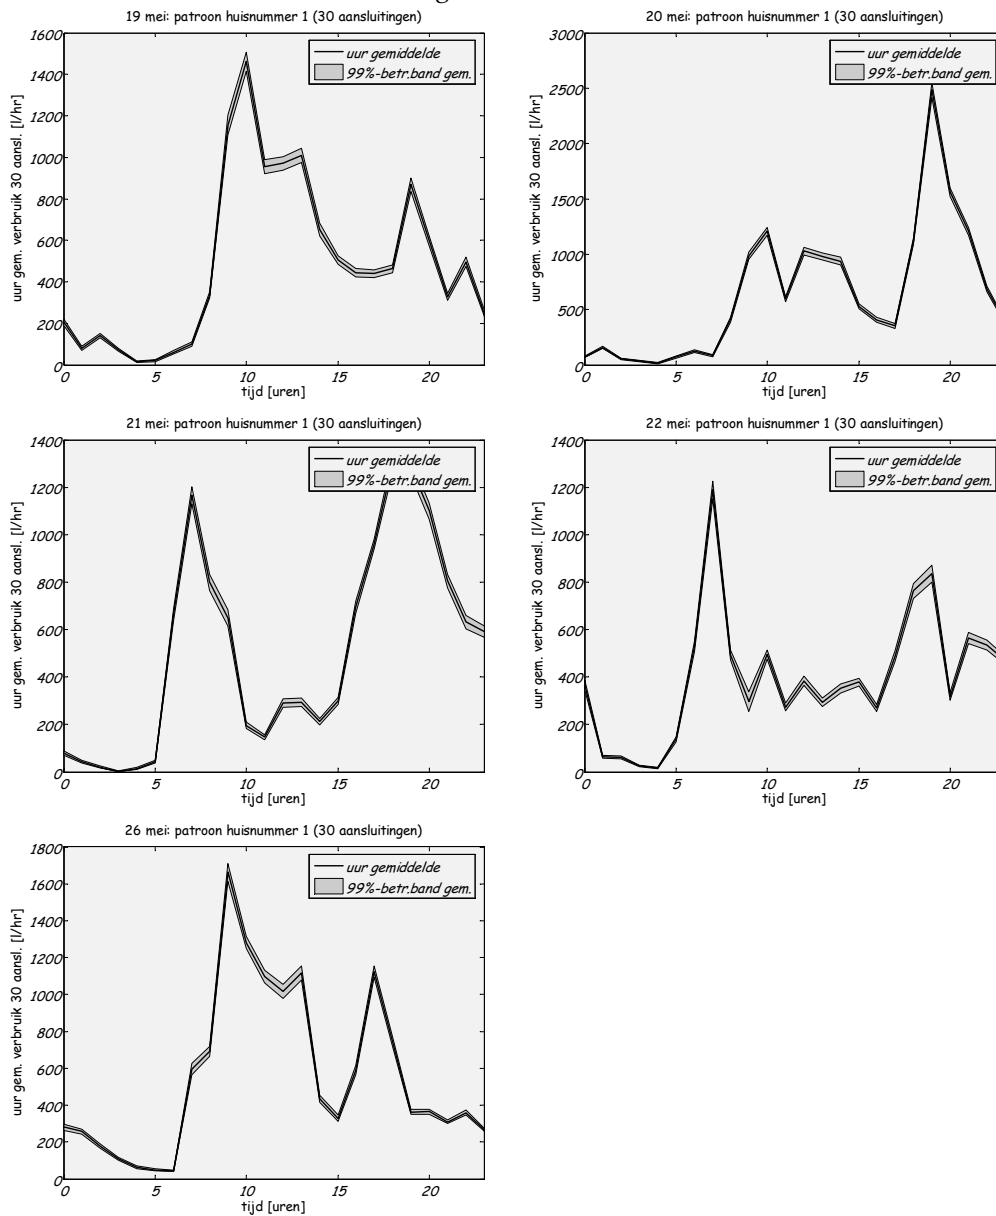 19 mei: patroon huisnummer 1 (30 aansluitingen)
uur gem. verbruik 30 aansl. [l/hr]
1600
1400
1200
1000
800
600
400
200
0
uur gemiddelde
99%-betr.band gem.
0 5 10 15 20
tijd [uren]
20 mei: patroon huisnummer 1 (30 aansluitingen)
uur gem. verbruik 30 aansl. [l/hr]
3000
2500
2000
1500
1000
500
0
uur gemiddelde
99%-betr.band gem.
0 5 10 15 20
tijd [uren]
21 mei: patroon huisnummer 1 (30 aansluitingen)
uur gem. verbruik 30 aansl. [l/hr]
1400
1200
1000
800
600
400
200
0
uur gemiddelde
99%-betr.band gem.
0 5 10 15 20
tijd [uren]
22 mei: patroon huisnummer 1 (30 aansluitingen)
uur gem. verbruik 30 aansl. [l/hr]
1400
1200
1000
800
600
400
200
0
uur gemiddelde
99%-betr.band gem.
0 5 10 15 20
tijd [uren]
26 mei: patroon huisnummer 1 (30 aansluitingen)
uur gem. verbruik 30 aansl. [l/hr]
1800
1600
1400
1200
1000
800
600
400
200
0
uur gemiddelde
99%-betr.band gem.
0 5 10 15 20
tijd [uren]